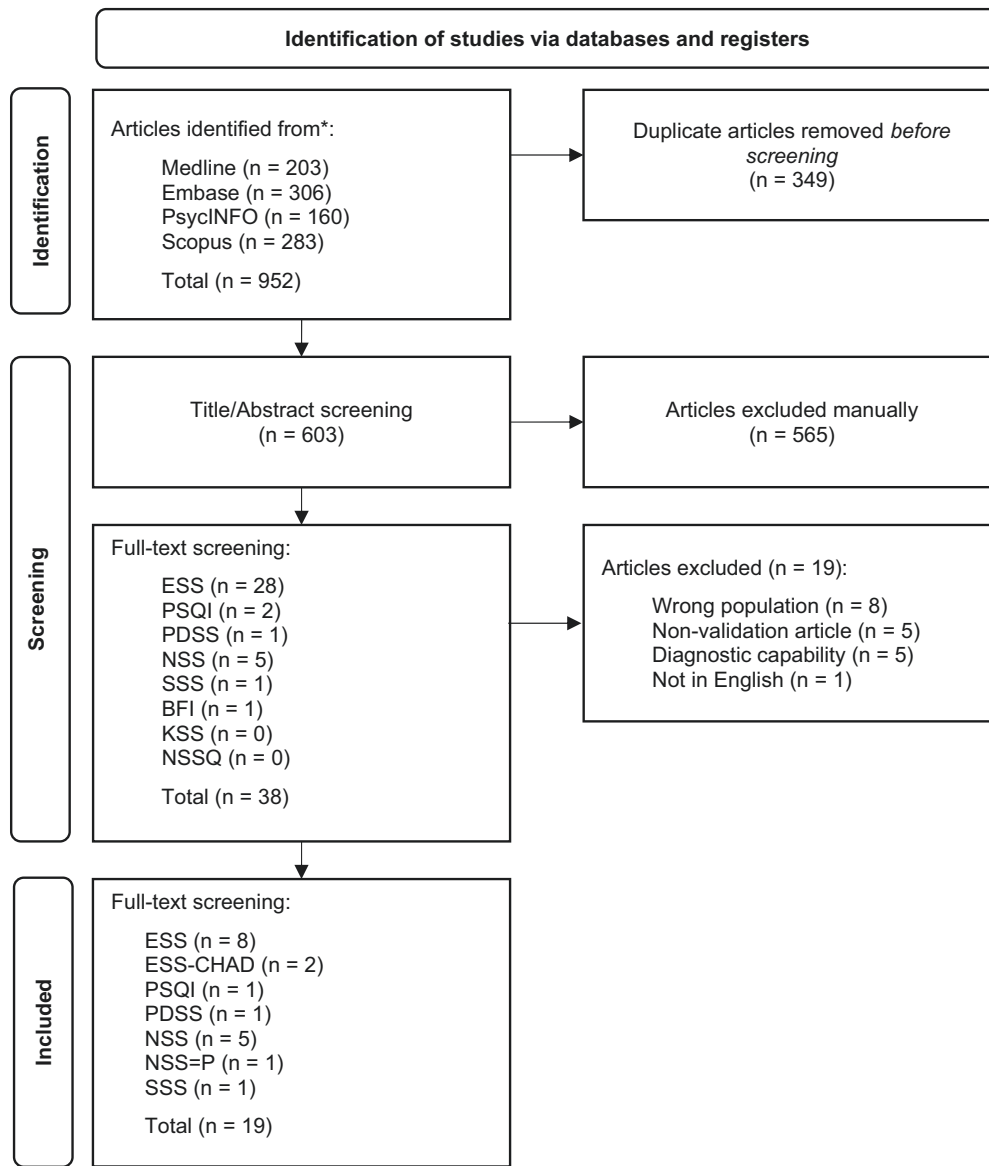 Identification of studies via databases and registers
Identification
Articles identified from*:
Medline (n = 203)
Embase (n = 306)
PsycINFO (n = 160)
Scopus (n = 283)
Total (n = 952)
Duplicate articles removed before
screening
(n = 349)
Screening
Title/Abstract screening
(n = 603)
Articles excluded manually
(n = 565)
Full-text screening:
ESS (n = 28)
PSQI (n = 2)
PDSS (n = 1)
NSS (n = 5)
SSS (n = 1)
BFI (n = 1)
KSS (n = 0)
NSSQ (n = 0)
Total (n = 38)
Articles excluded (n = 19):
Wrong population (n = 8)
Non-validation article (n = 5)
Diagnostic capability (n = 5)
Not in English (n = 1)
Included
Full-text screening:
ESS (n = 8)
ESS-CHAD (n = 2)
PSQI (n = 1)
PDSS (n = 1)
NSS (n = 5)
NSS=P (n = 1)
SSS (n = 1)
Total (n = 19)